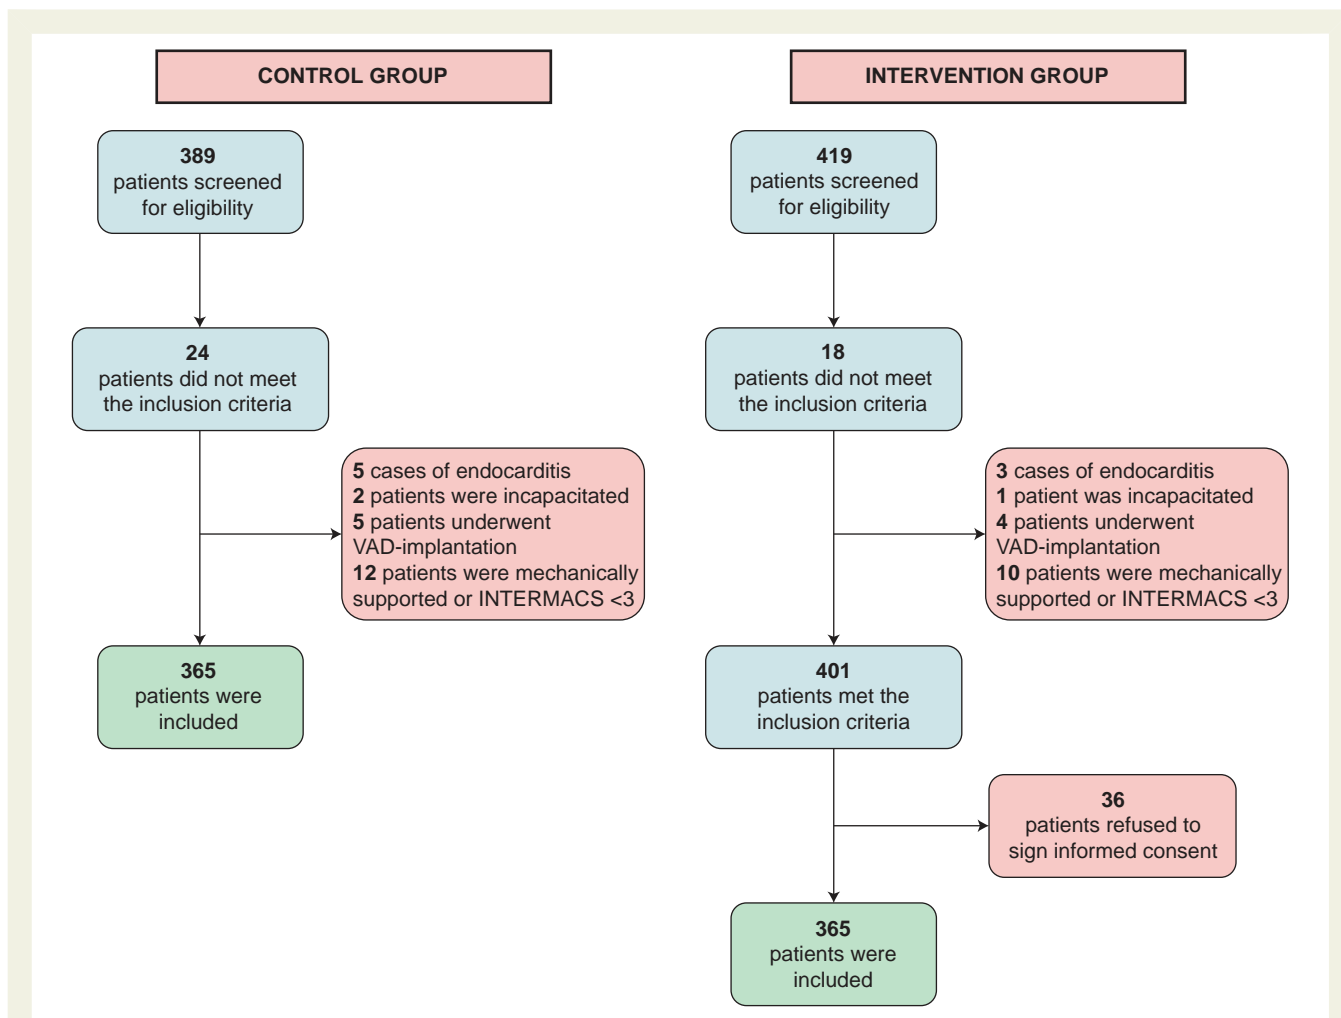 CONTROL GROUP
389
patients screened
for eligibility
24
patients did not meet
the inclusion criteria
5 cases of endocarditis
2 patients were incapacitated
5 patients underwent
VAD-implantation
12 patients were mechanically
supported or INTERMACS <3
365
patients were
included
INTERVENTION GROUP
419
patients screened
for eligibility
18
patients did not meet
the inclusion criteria
3 cases of endocarditis
1 patient was incapacitated
4 patients underwent
VAD-implantation
10 patients were mechanically
supported or INTERMACS <3
401
patients met the
inclusion criteria
36
patients refused to
sign informed consent
365
patients were
included